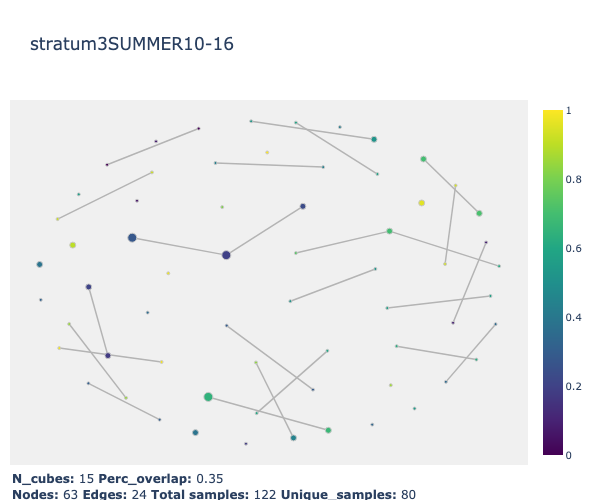 stratum3SUMMER10-16
1
0.8
0.6
0.4
0.2
0
N_cubes: 15 Perc_overlap: 0.35
Nodes: 63 Edges: 24 Total samples: 122 Unique_samples: 80